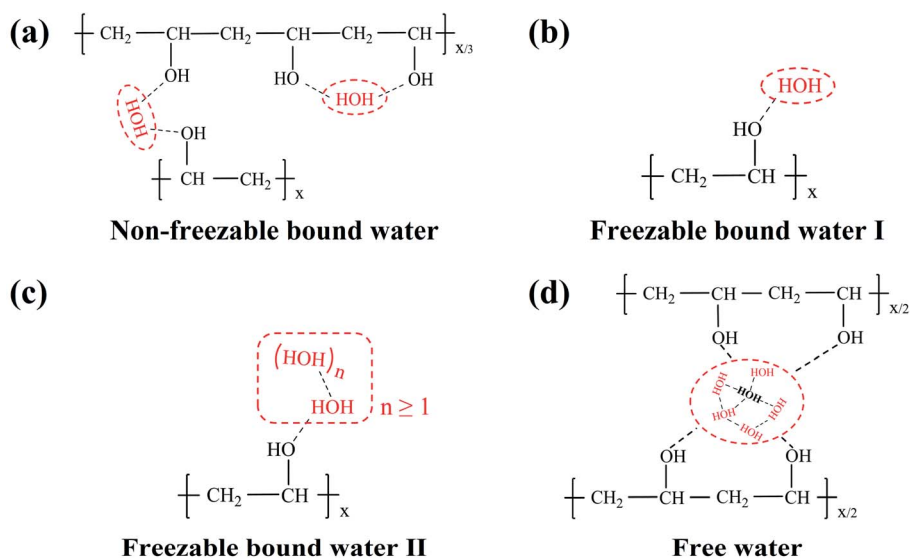 (a)
CH₂ — CH — CH₂ — CH — CH₂ — CH
X/3
OH HO OH
HOH
HOH
OH
CH — CH₂
X
Non-freezable bound water
(b)
HOH
HO
CH₂ — CH
X
Freezable bound water I
(c)
(HOH)n
HOH n ≥ 1
HO
CH₂ — CH
X
Freezable bound water II
(d)
CH₂ — CH — CH₂ — CH
X/2
OH OH
HOH
HOH
HOH
HOH
HOH
HOH
OH OH
CH₂ — CH — CH₂ — CH
X/2
Free water